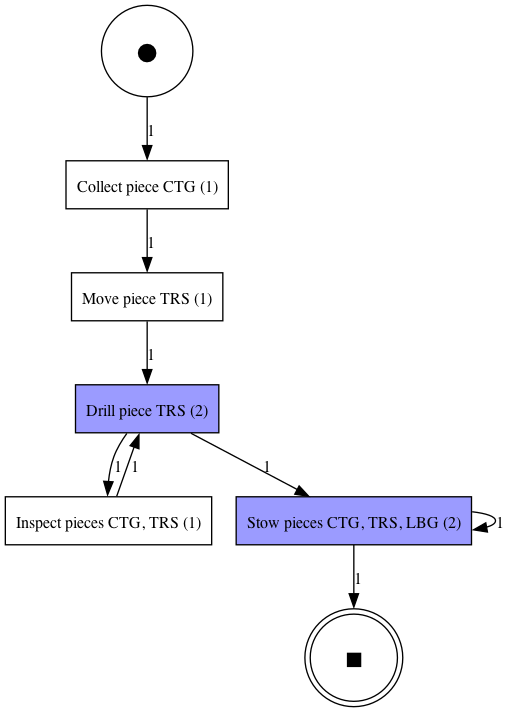 1
Collect piece CTG (1)
1
Move piece TRS (1)
1
Drill piece TRS (2)
1
1
1
Inspect pieces CTG, TRS (1)
Stow pieces CTG, TRS, LBG (2)
1
1